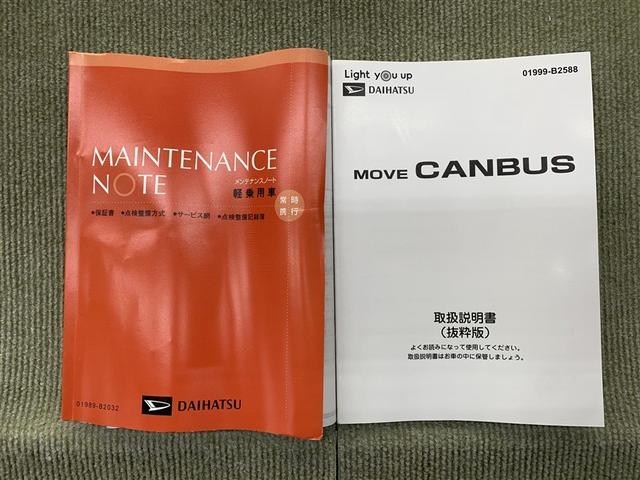 MAINTENANCE
NOTE
メンテナンスノート
軽乗用車
常時
携行
●保証書 ●点検整備方式 ●サービス網 ●点検整備記録簿
01989-B2032
DAIHATSU
Light you up
01999-B2588
DAIHATSU
MOVE CANBUS
取扱説明書
(抜粋版)
よくお読みになって使用してください。
取扱説明書はお車の中に保管しましょう。